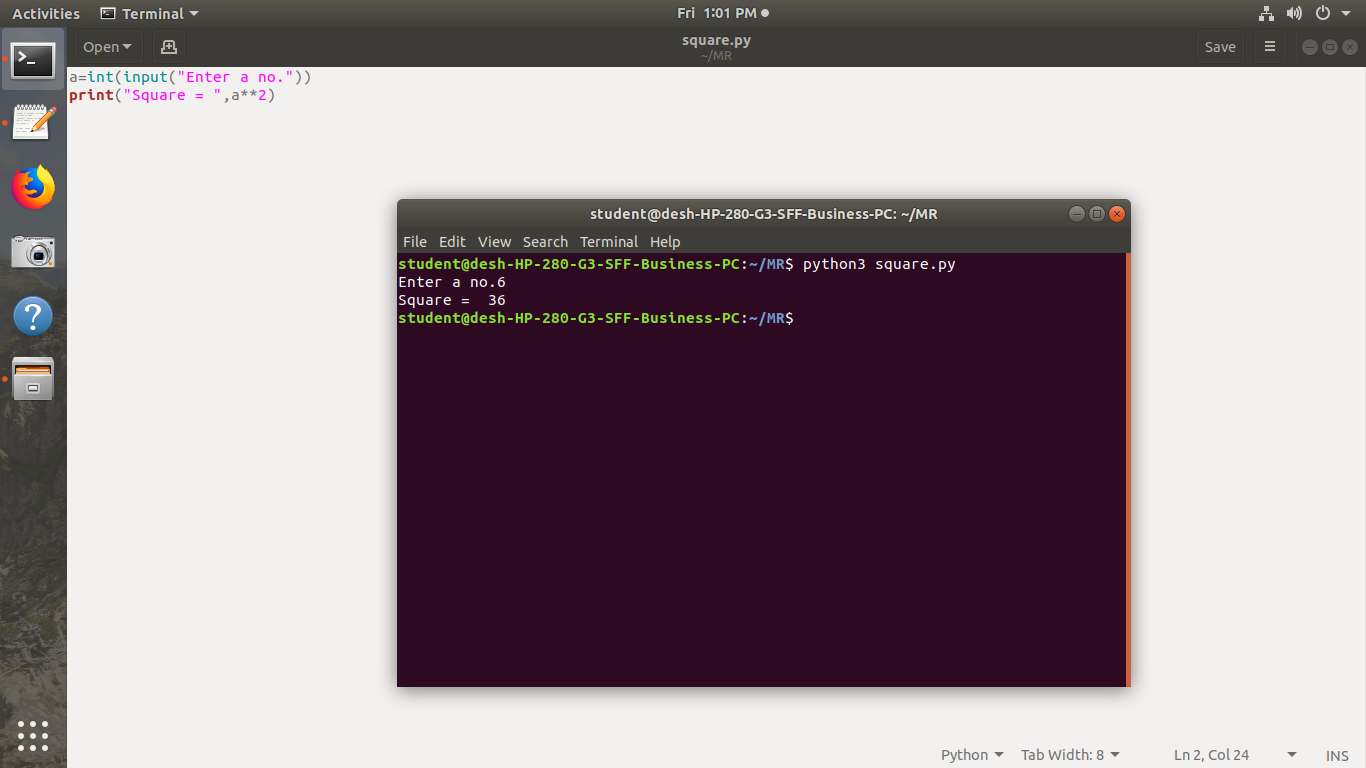 Activities Terminal Fri 1:01 PM
Open square.py Save
~/MR
a=int(input("Enter a no."))
print("Square = ",a**2)
student@desh-HP-280-G3-SFF-Business-PC: ~/MR
File Edit View Search Terminal Help
student@desh-HP-280-G3-SFF-Business-PC:~/MR$ python3 square.py
Enter a no.6
Square =  36
student@desh-HP-280-G3-SFF-Business-PC:~/MR$
Python Tab Width: 8 Ln 2, Col 24 INS